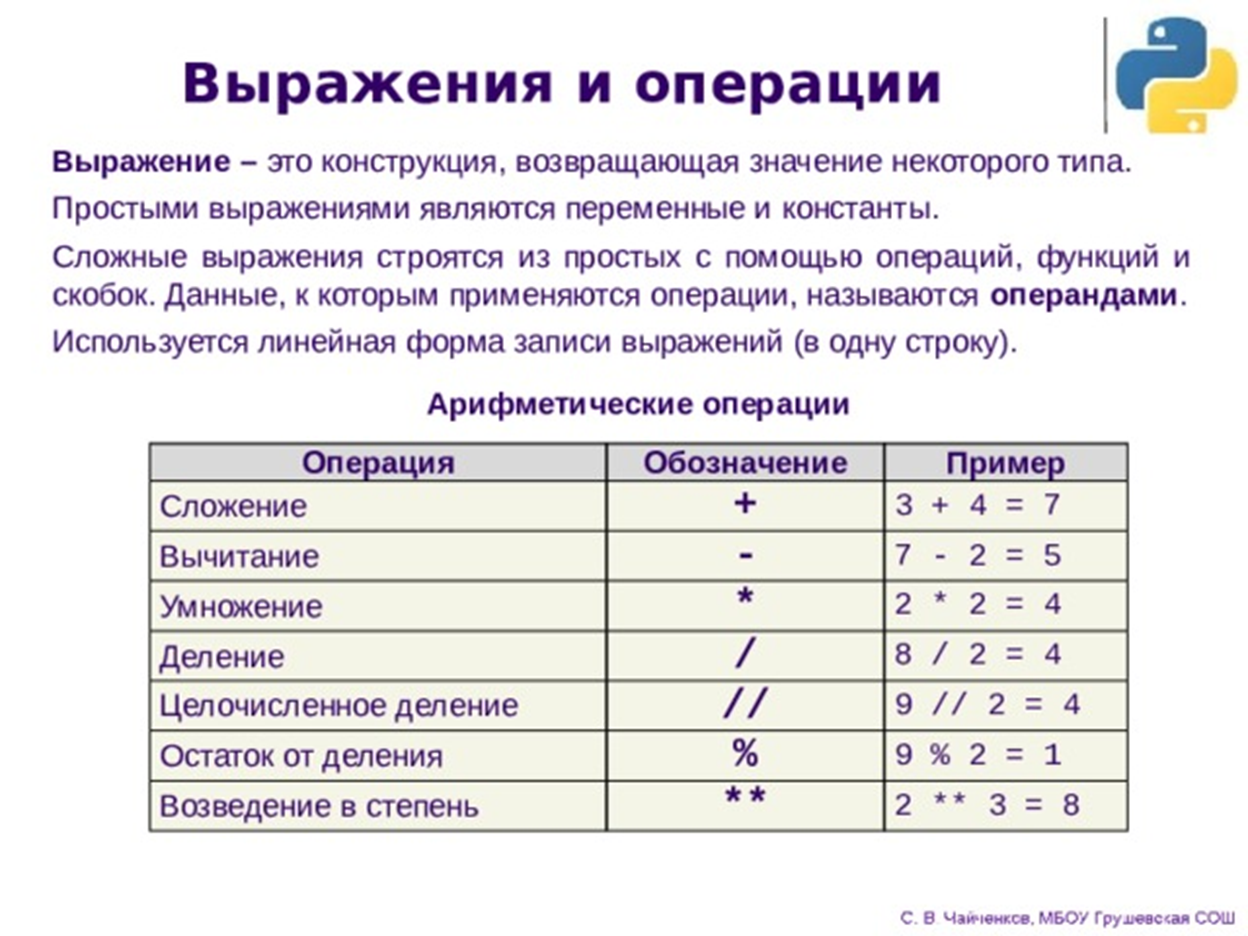 Выражения и операции
Выражение – это конструкция, возвращающая значение некоторого типа.
Простыми выражениями являются переменные и константы.
Сложные выражения строятся из простых с помощью операций, функций и
скобок. Данные, к которым применяются операции, называются операндами.
Используется линейная форма записи выражений (в одну строку).
Арифметические операции
Операция Обозначение Пример
Сложение + 3 + 4 = 7
Вычитание - 7 - 2 = 5
Умножение * 2 * 2 = 4
Деление / 8 / 2 = 4
Целочисленное деление // 9 // 2 = 4
Остаток от деления % 9 % 2 = 1
Возведение в степень ** 2 ** 3 = 8
С. В. Чайченков, МБОУ Грушевская СОШ